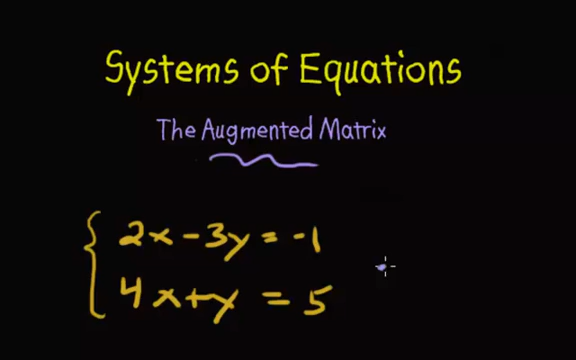 Systems of Equations
The Augmented Matrix
2x - 3y = -1
4x + y = 5